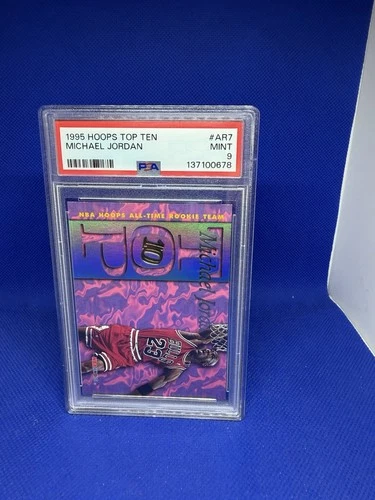 1995 HOOPS TOP TEN #AR7
MICHAEL JORDAN MINT
9
PSA 137100678
NBA HOOPS ALL-TIME ROOKIE TEAM
TOP
10
Michael Jordan
BULLS
23